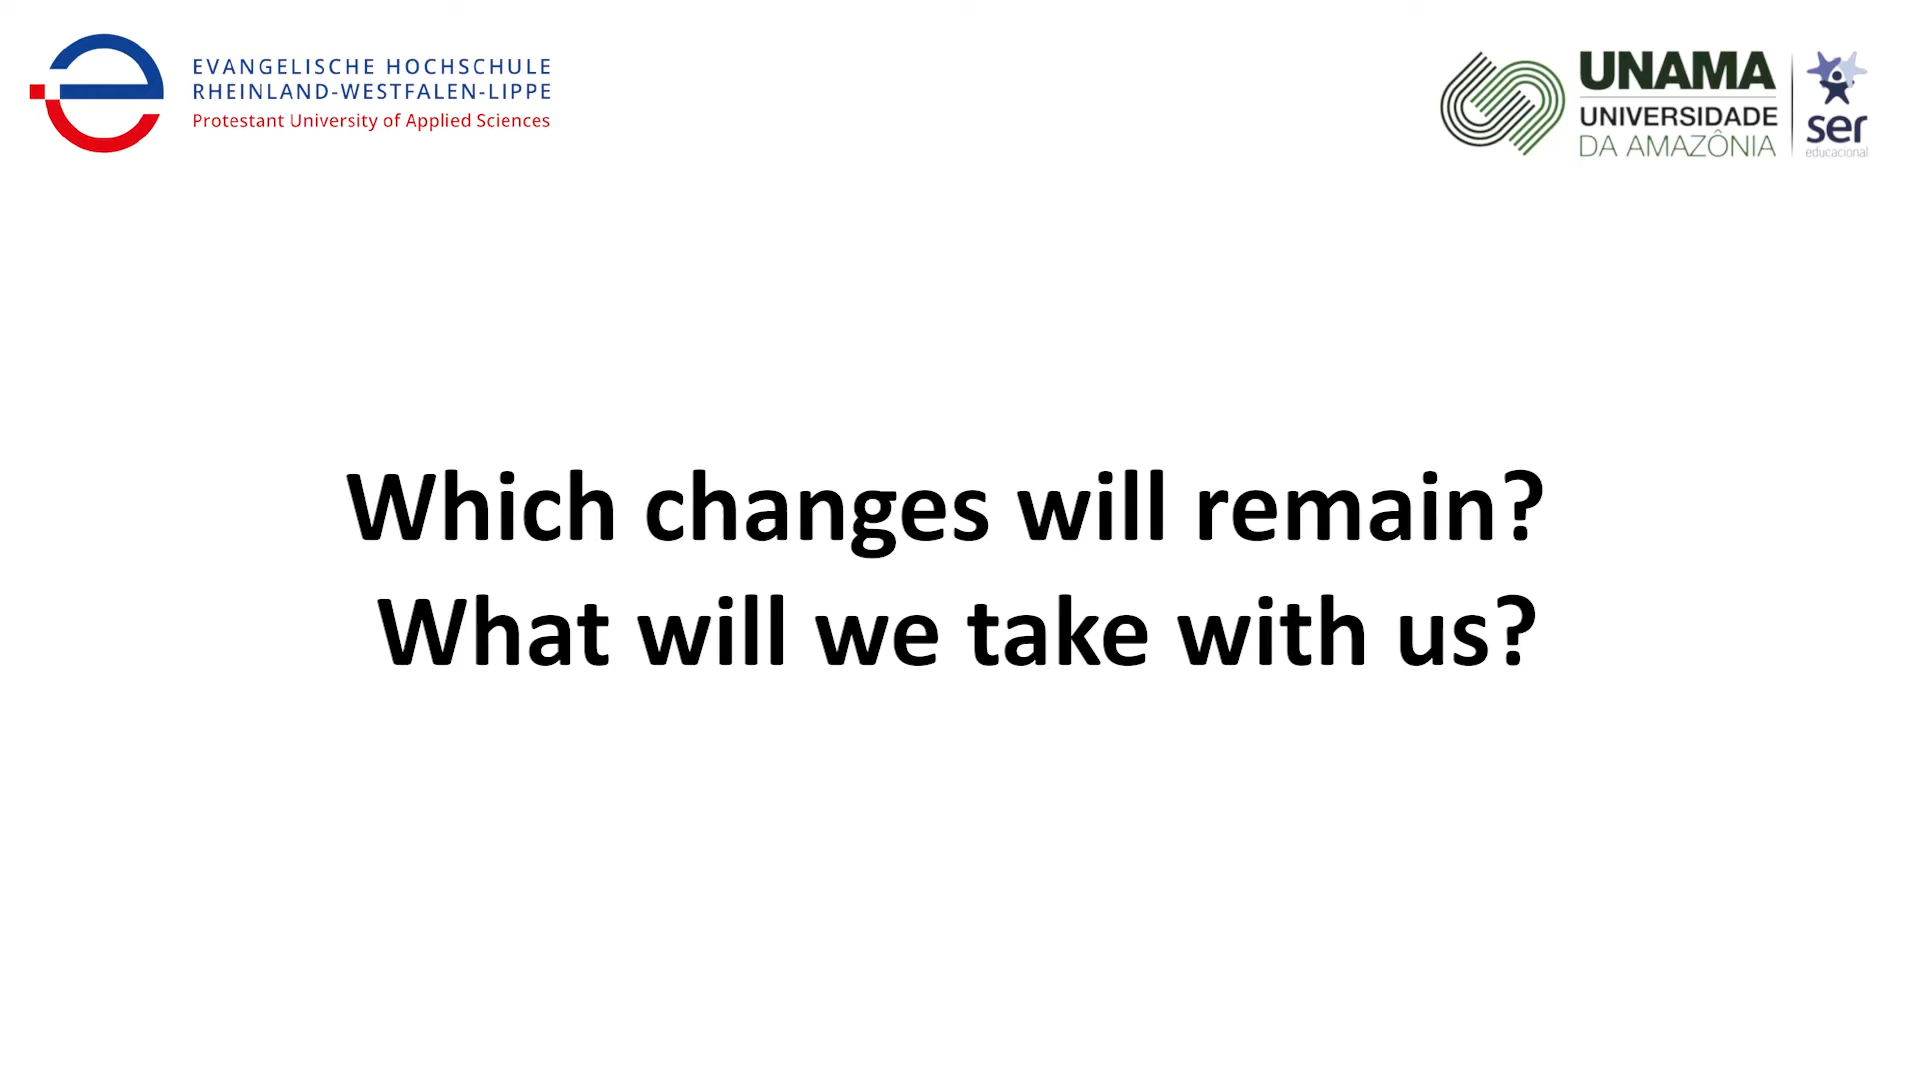 EVANGELISCHE HOCHSCHULE
RHEINLAND-WESTFALEN-LIPPE
Protestant University of Applied Sciences
UNAMA
UNIVERSIDADE
DA AMAZÔNIA
ser
educacional
Which changes will remain?
What will we take with us?